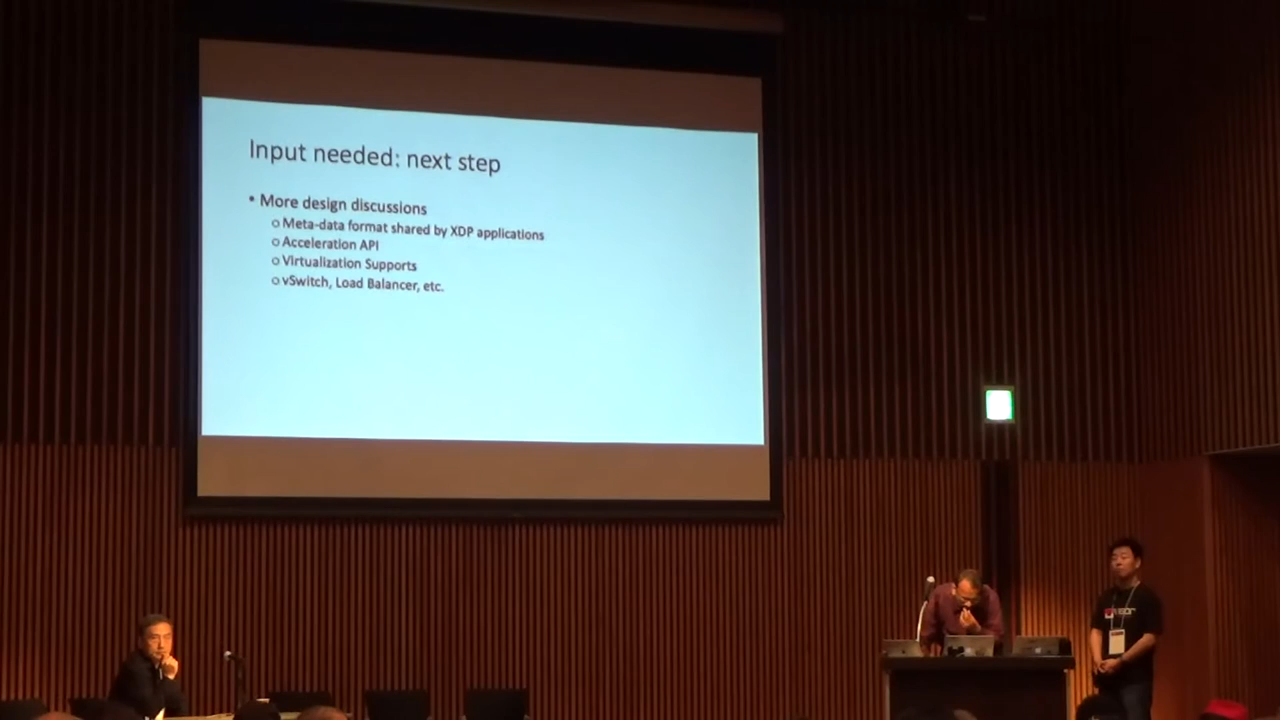 Input needed: next step
• More design discussions
o Meta-data format shared by XDP applications
o Acceleration API
o Virtualization Supports
o vSwitch, Load Balancer, etc.